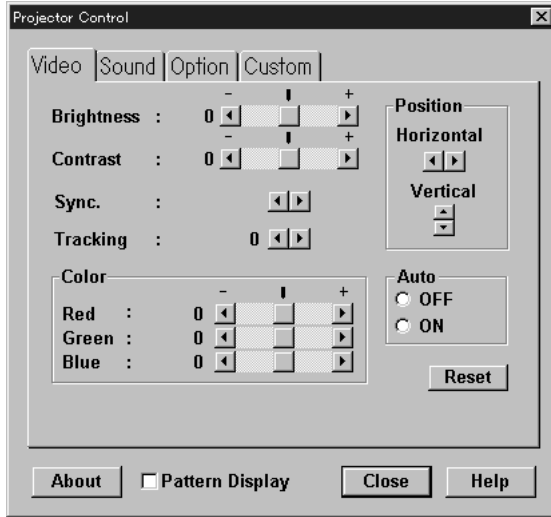 Projector Control
Video Sound Option Custom
- +
Brightness : 0
- +
Contrast : 0
Sync. :
Tracking : 0
Position
Horizontal
Vertical
Color
- +
Red : 0
Green : 0
Blue : 0
Auto
OFF
ON
Reset
About Pattern Display Close Help